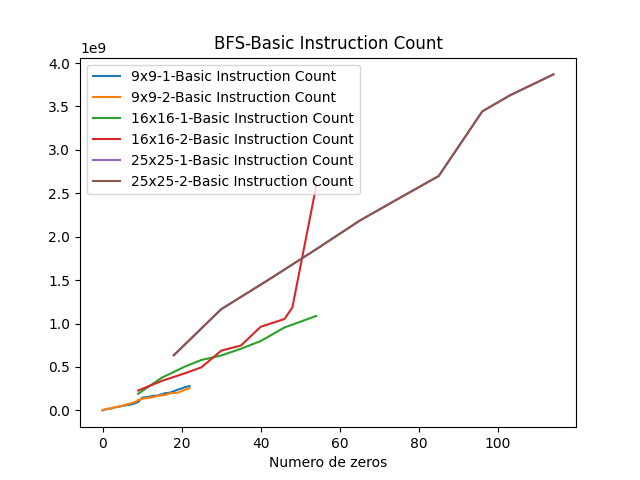 BFS-Basic Instruction Count
1e9
4.0
3.5
3.0
2.5
2.0
1.5
1.0
0.5
0.0
9x9-1-Basic Instruction Count
9x9-2-Basic Instruction Count
16x16-1-Basic Instruction Count
16x16-2-Basic Instruction Count
25x25-1-Basic Instruction Count
25x25-2-Basic Instruction Count
0 20 40 60 80 100
Numero de zeros